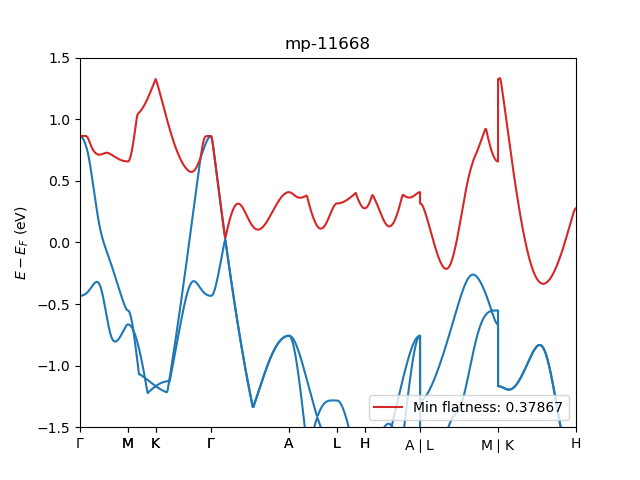 mp-11668
1.5
1.0
0.5
0.0
−0.5
−1.0
−1.5
E − E_F (eV)
Min flatness: 0.37867
Γ M K Γ A L H A | L M | K H